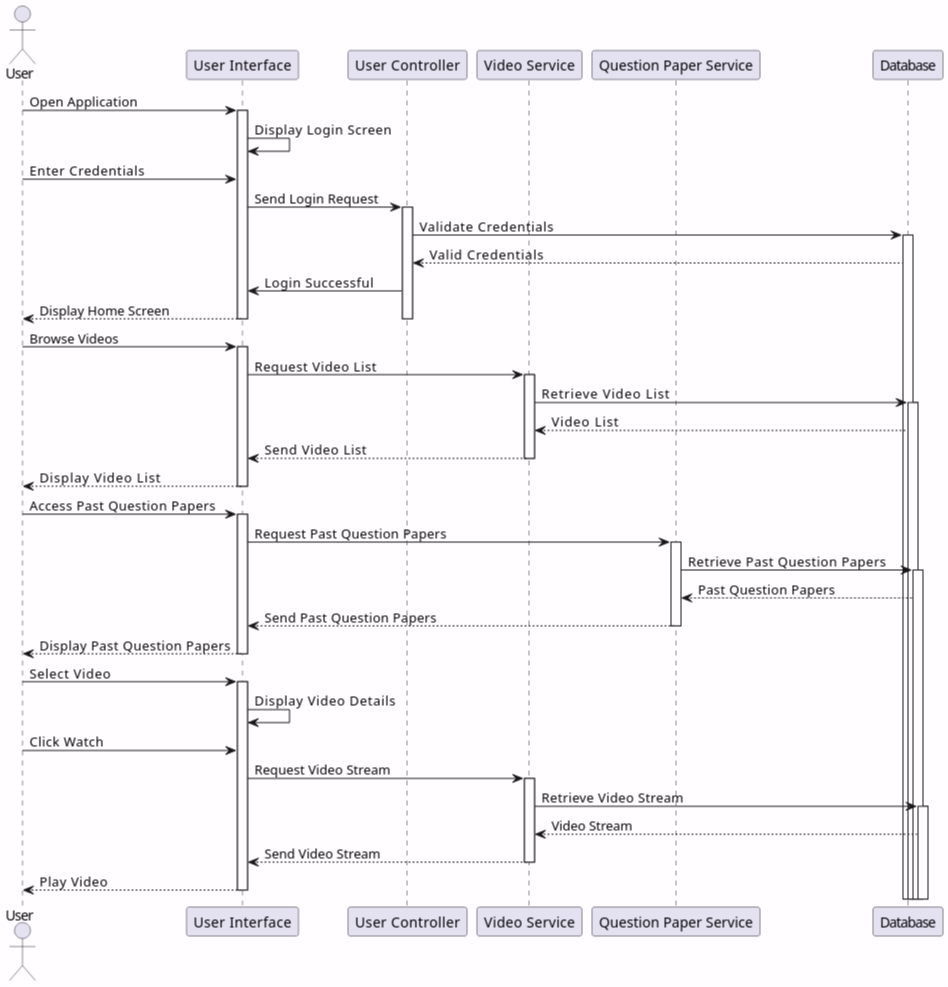 User
User Interface
User Controller
Video Service
Question Paper Service
Database
Open Application
Display Login Screen
Enter Credentials
Send Login Request
Validate Credentials
Valid Credentials
Login Successful
Display Home Screen
Browse Videos
Request Video List
Retrieve Video List
Video List
Send Video List
Display Video List
Access Past Question Papers
Request Past Question Papers
Retrieve Past Question Papers
Past Question Papers
Send Past Question Papers
Display Past Question Papers
Select Video
Display Video Details
Click Watch
Request Video Stream
Retrieve Video Stream
Video Stream
Send Video Stream
Play Video
User
User Interface
User Controller
Video Service
Question Paper Service
Database